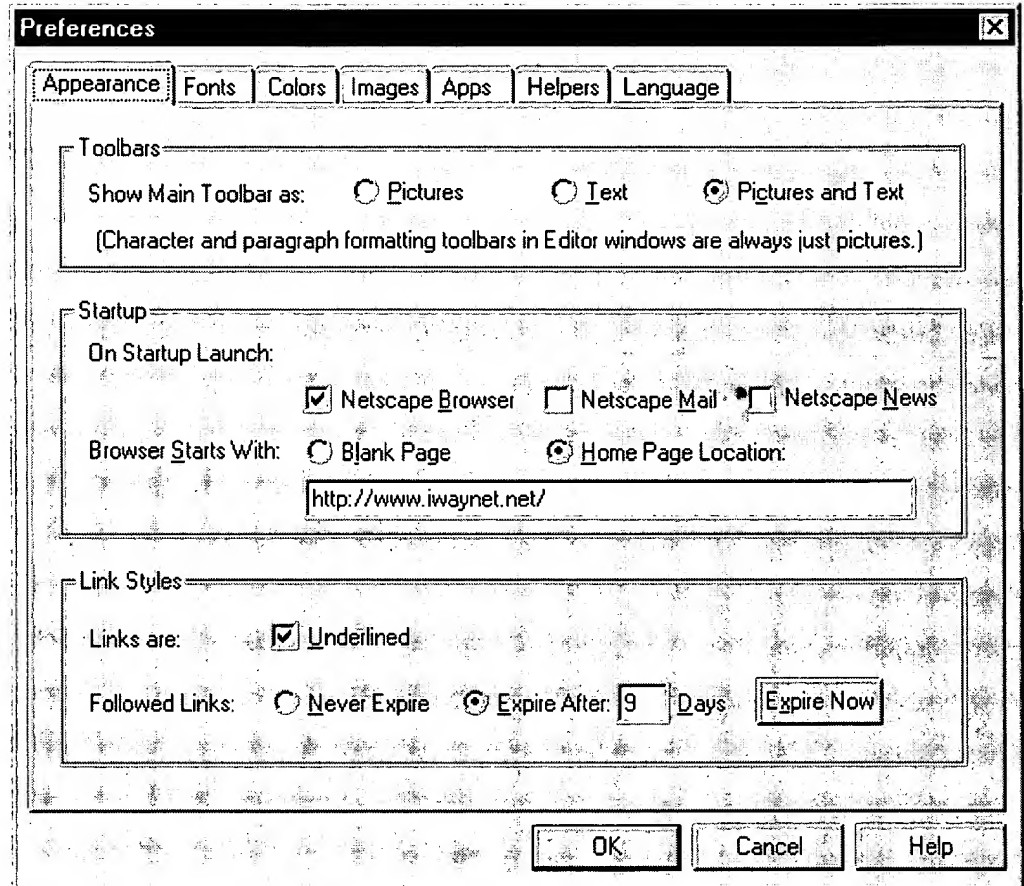 Preferences
Appearance Fonts Colors Images Apps Helpers Language
Toolbars
Show Main Toolbar as: Pictures Text Pictures and Text
(Character and paragraph formatting toolbars in Editor windows are always just pictures.)
Startup
On Startup Launch:
Netscape Browser Netscape Mail Netscape News
Browser Starts With: Blank Page Home Page Location:
http://www.iwaynet.net/
Link Styles
Links are: Underlined
Followed Links: Never Expire Expire After: 9 Days Expire Now
OK Cancel Help